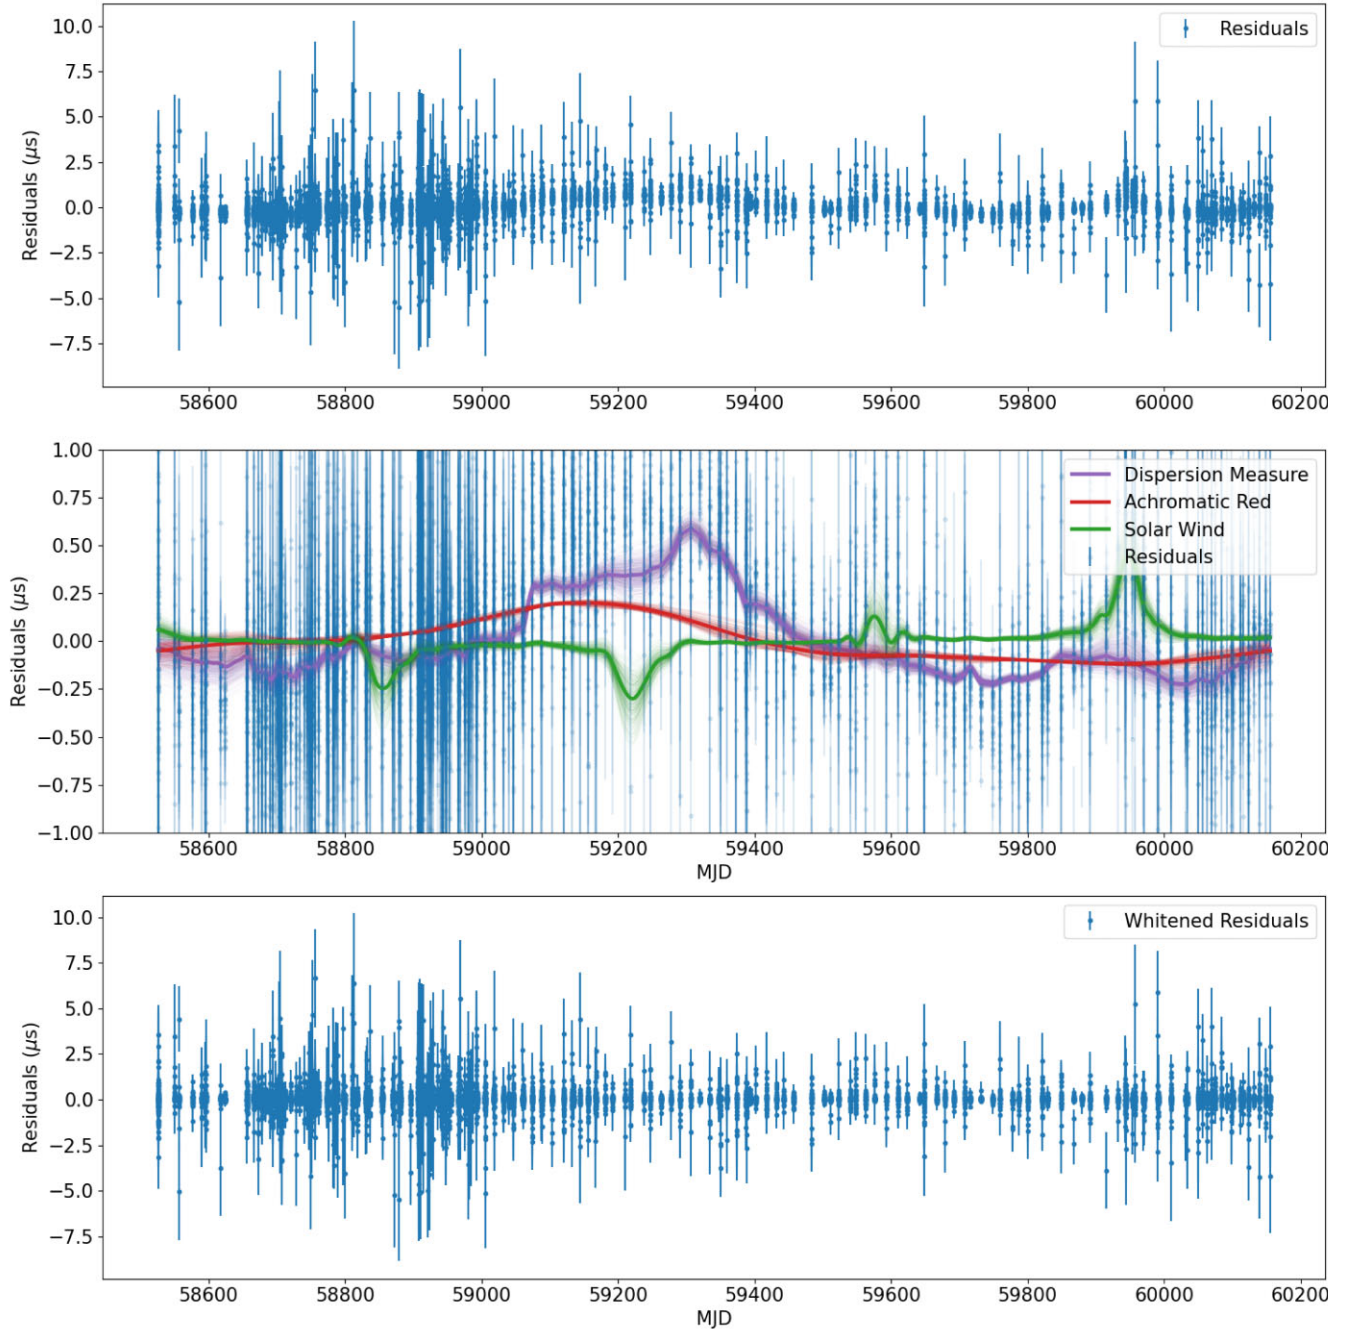 10.0
7.5
5.0
2.5
0.0
−2.5
−5.0
−7.5
Residuals (μs)
Residuals
58600 58800 59000 59200 59400 59600 59800 60000 60200
1.00
0.75
0.50
0.25
0.00
−0.25
−0.50
−0.75
−1.00
Residuals (μs)
Dispersion Measure
Achromatic Red
Solar Wind
Residuals
58600 58800 59000 59200 59400 59600 59800 60000 60200
MJD
10.0
7.5
5.0
2.5
0.0
−2.5
−5.0
−7.5
Residuals (μs)
Whitened Residuals
58600 58800 59000 59200 59400 59600 59800 60000 60200
MJD